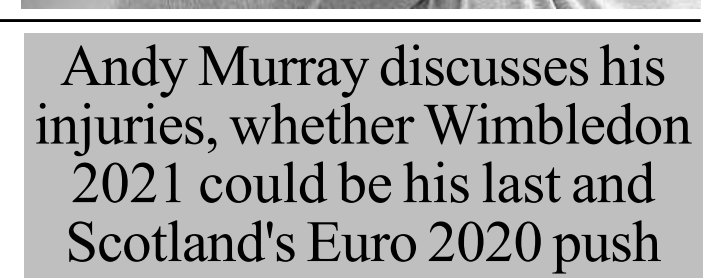 Andy Murray discusses his
injuries, whether Wimbledon
2021 could be his last and
Scotland's Euro 2020 push